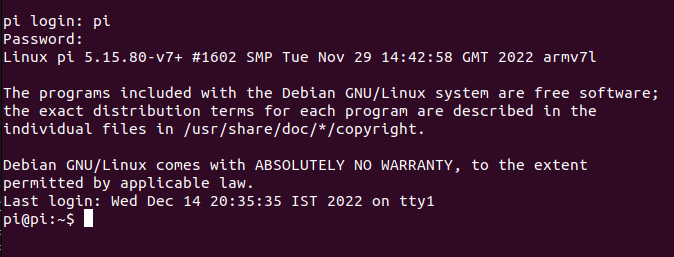 pi login: pi
Password:
Linux pi 5.15.80-v7+ #1602 SMP Tue Nov 29 14:42:58 GMT 2022 armv7l
The programs included with the Debian GNU/Linux system are free software;
the exact distribution terms for each program are described in the
individual files in /usr/share/doc/*/copyright.
Debian GNU/Linux comes with ABSOLUTELY NO WARRANTY, to the extent
permitted by applicable law.
Last login: Wed Dec 14 20:35:35 IST 2022 on tty1
pi@pi:~$